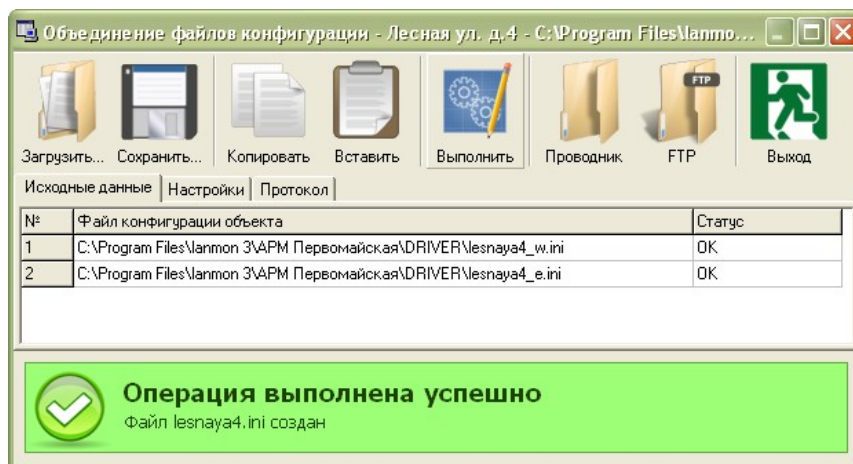 Объединение файлов конфигурации - Лесная ул. д.4 - C:\Program Files\lanmo...
FTP
Загрузить... Сохранить... Копировать Вставить Выполнить Проводник FTP Выход
Исходные данные Настройки Протокол
№ Файл конфигурации объекта Статус
1 C:\Program Files\lanmon 3\АРМ Первомайская\DRIVER\lesnaya4_w.ini OK
2 C:\Program Files\lanmon 3\АРМ Первомайская\DRIVER\lesnaya4_e.ini OK
Операция выполнена успешно
Файл lesnaya4.ini создан